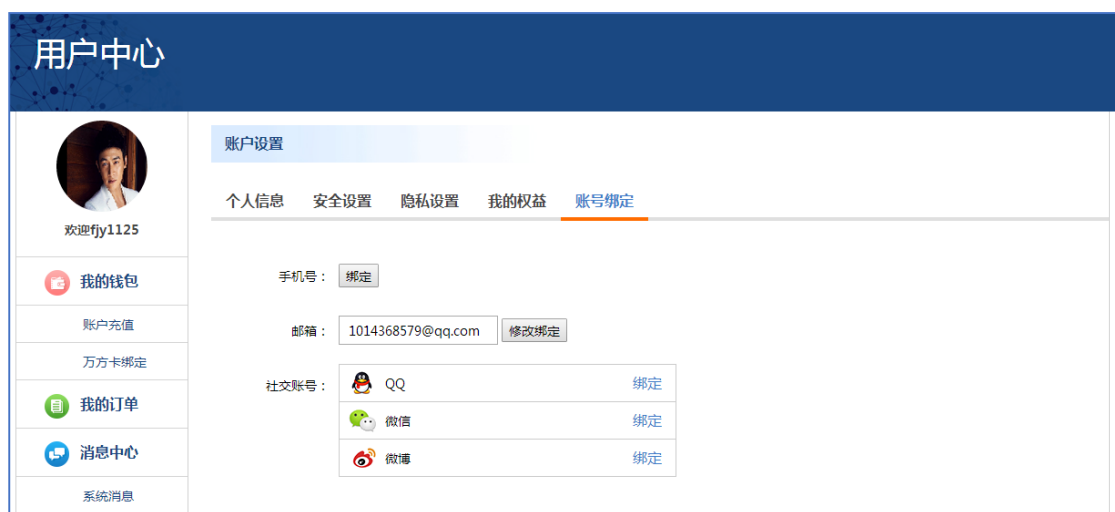 用户中心
欢迎fjy1125
我的钱包
账户充值
万方卡绑定
我的订单
消息中心
系统消息
账户设置
个人信息 安全设置 隐私设置 我的权益 账号绑定
手机号： 绑定
邮箱： 1014368579@qq.com 修改绑定
社交账号： QQ 绑定
微信 绑定
微博 绑定